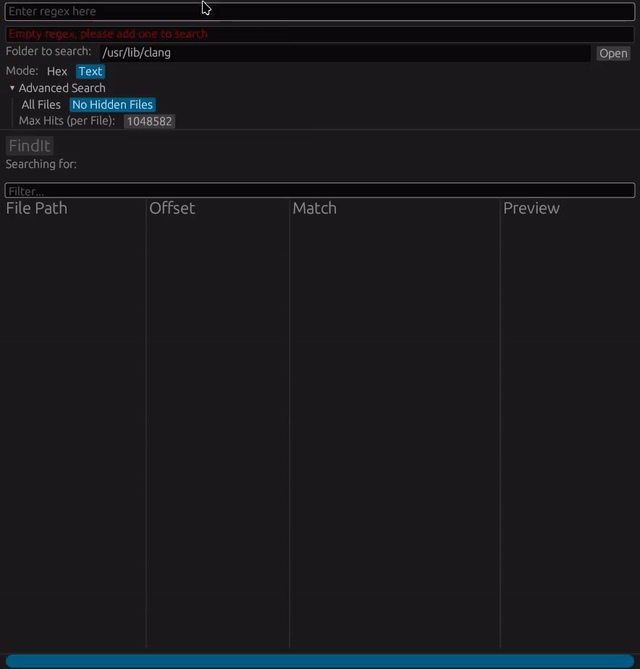 Enter regex here
Empty regex, please add one to search
Folder to search: /usr/lib/clang Open
Mode: Hex Text
▾ Advanced Search
All Files No Hidden Files
Max Hits (per File): 1048582
FindIt
Searching for:
Filter...
File Path Offset Match Preview